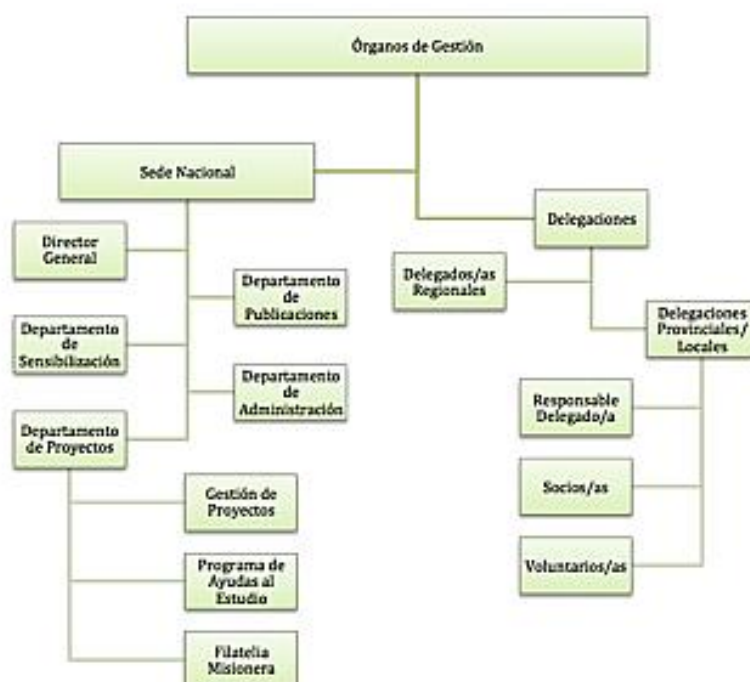 Órganos de Gestión
Sede Nacional
Delegaciones
Director
General
Delegados/as
Regionales
Departamento
de
Publicaciones
Delegaciones
Provinciales/
Locales
Departamento
de
Sensibilización
Departamento
de
Administración
Responsable
Delegado/a
Departamento
de Proyectos
Gestión de
Proyectos
Socios/as
Programa de
Ayudas al
Estudio
Voluntarios/as
Filatelia
Misionera